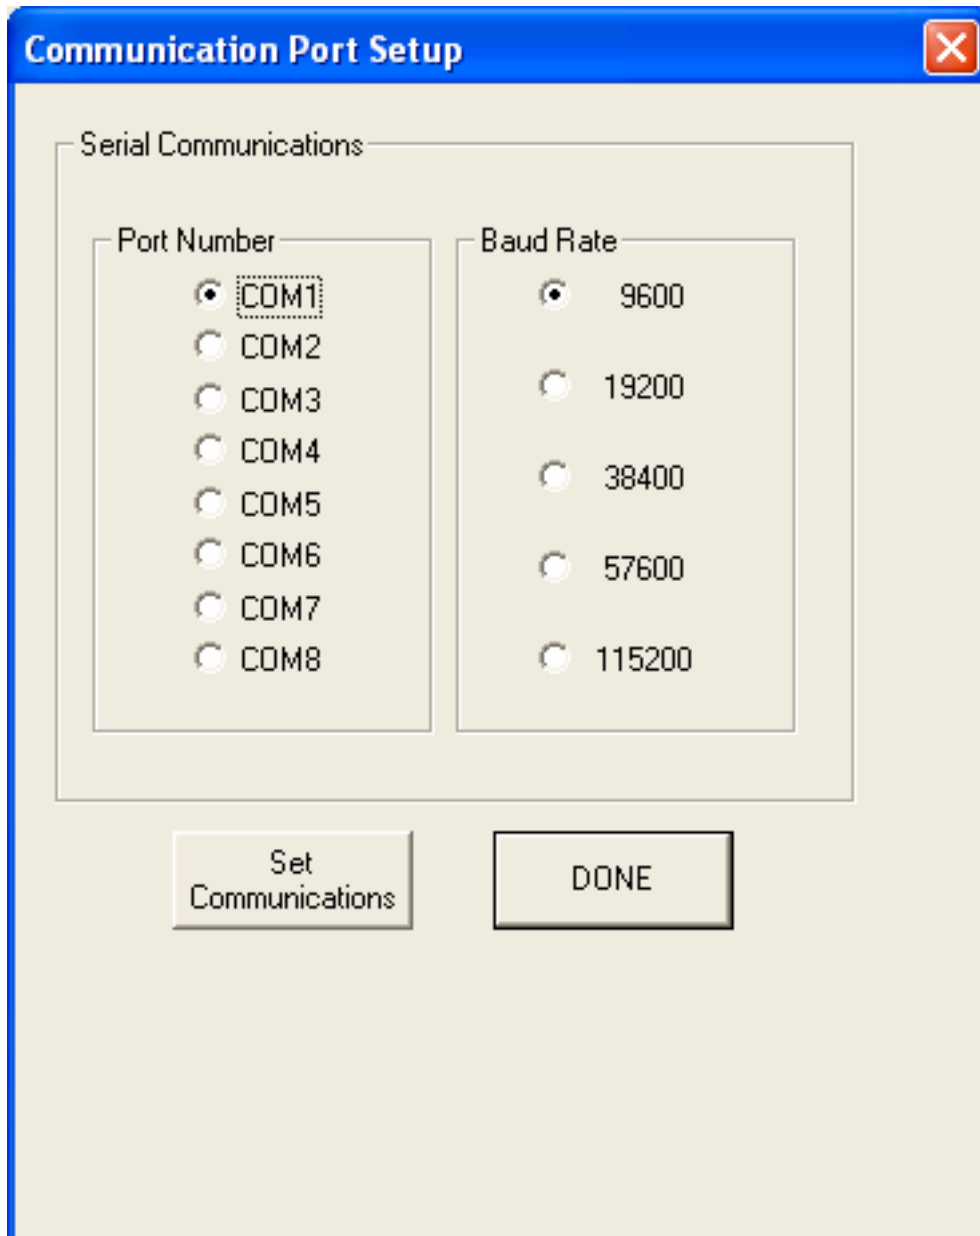 Communication Port Setup
Serial Communications
Port Number
COM1
COM2
COM3
COM4
COM5
COM6
COM7
COM8
Baud Rate
9600
19200
38400
57600
115200
Set
Communications
DONE